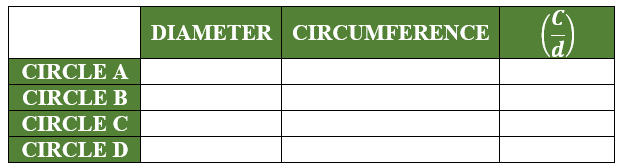 DIAMETER CIRCUMFERENCE (C/d)
CIRCLE A
CIRCLE B
CIRCLE C
CIRCLE D